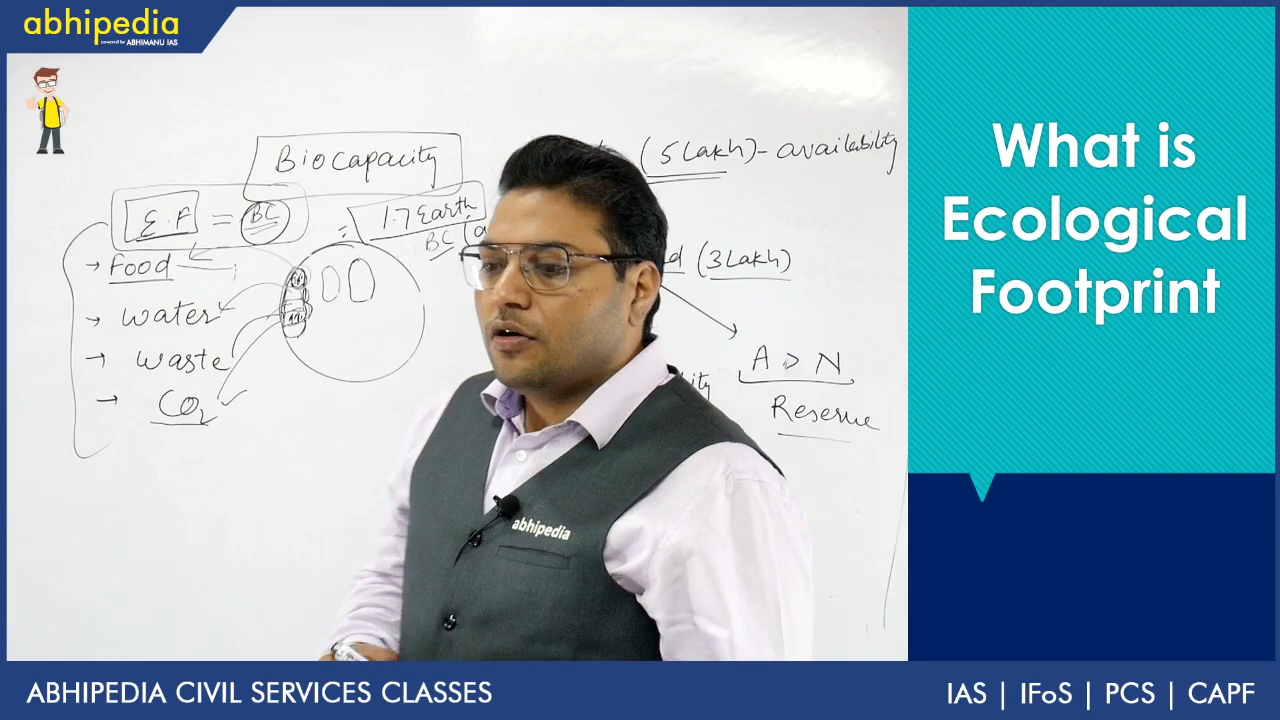 abhipedia
powered by ABHIMANU IAS
What is
Ecological
Footprint
Biocapacity
(5 Lakh) - availability
E.F = BC
1.7 Earth
BC
(3 Lakh)
→ Food
→ water
→ waste
→ CO2
A > N
Reserve
abhipedia
ABHIPEDIA CIVIL SERVICES CLASSES
IAS | IFoS | PCS | CAPF